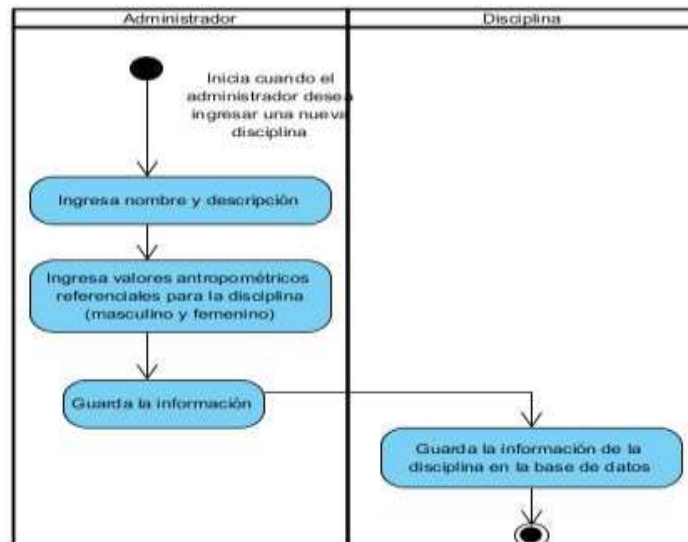 Administrador
Disciplina
Inicia cuando el
administrador desea
ingresar una nueva
disciplina
Ingresa nombre y descripción
Ingresa valores antropométricos
referenciales para la disciplina
(masculino y femenino)
Guarda la información
Guarda la información de la
disciplina en la base de datos